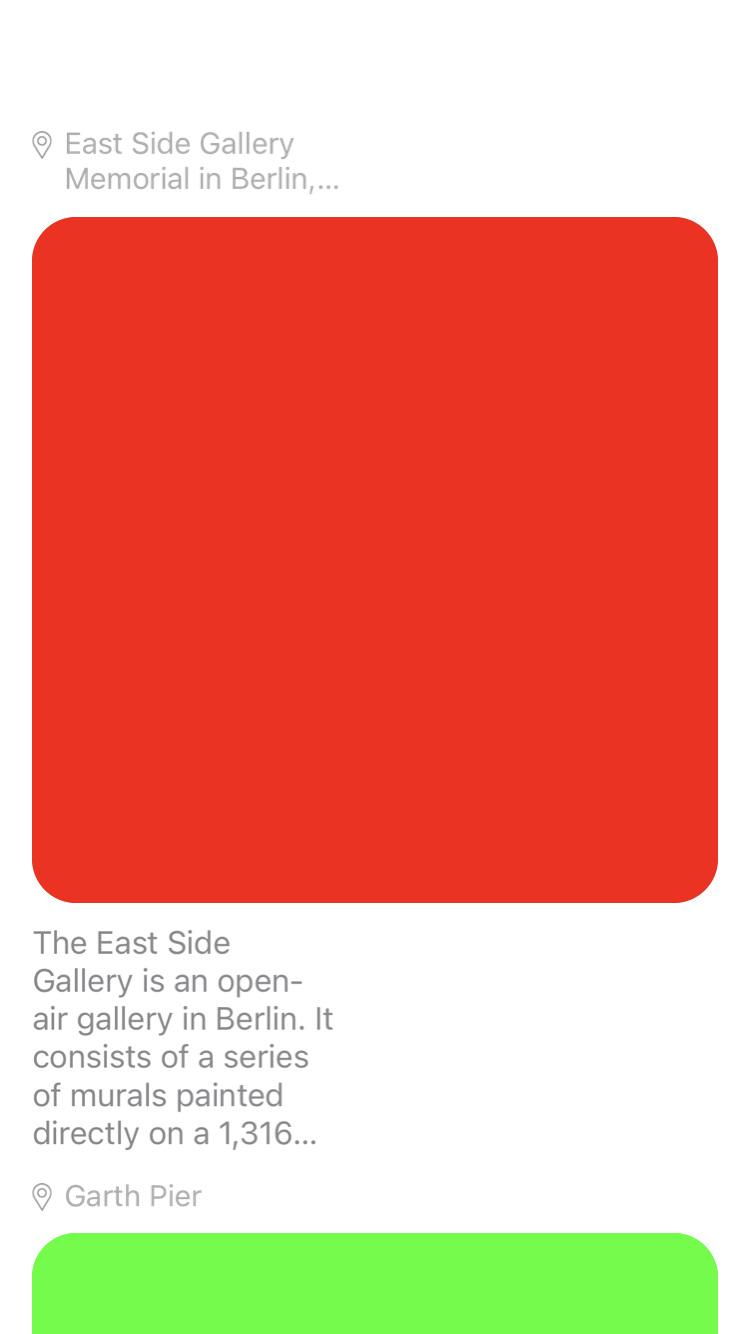 East Side Gallery
Memorial in Berlin,...
The East Side
Gallery is an open-
air gallery in Berlin. It
consists of a series
of murals painted
directly on a 1,316...
Garth Pier